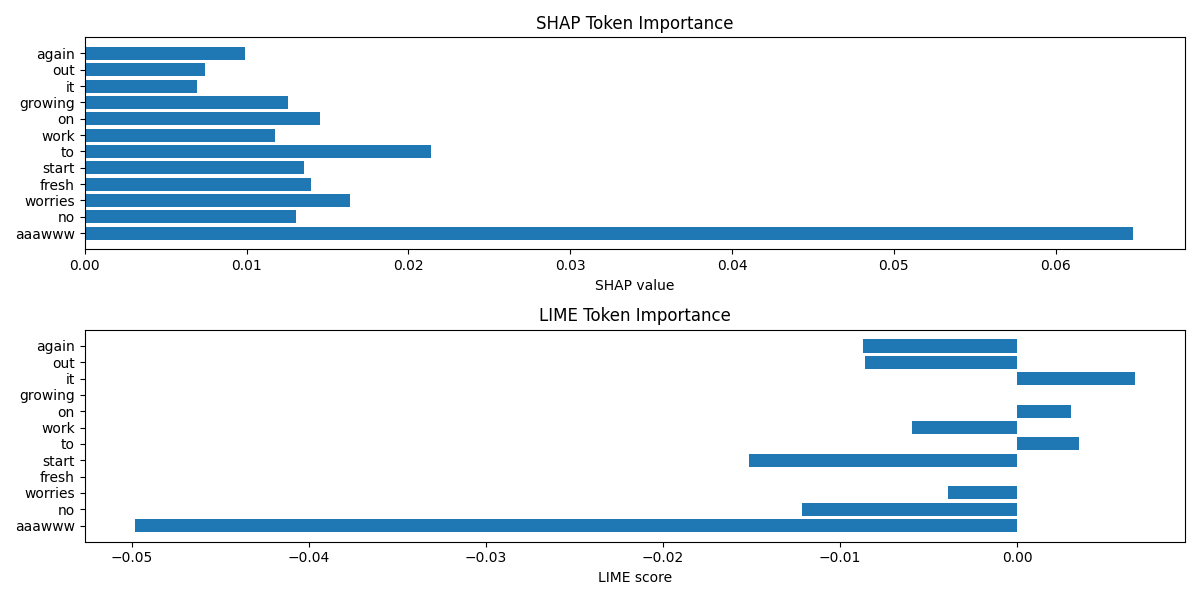 SHAP Token Importance
again
out
it
growing
on
work
to
start
fresh
worries
no
aaawww
0.00 0.01 0.02 0.03 0.04 0.05 0.06
SHAP value
LIME Token Importance
again
out
it
growing
on
work
to
start
fresh
worries
no
aaawww
−0.05 −0.04 −0.03 −0.02 −0.01 0.00
LIME score